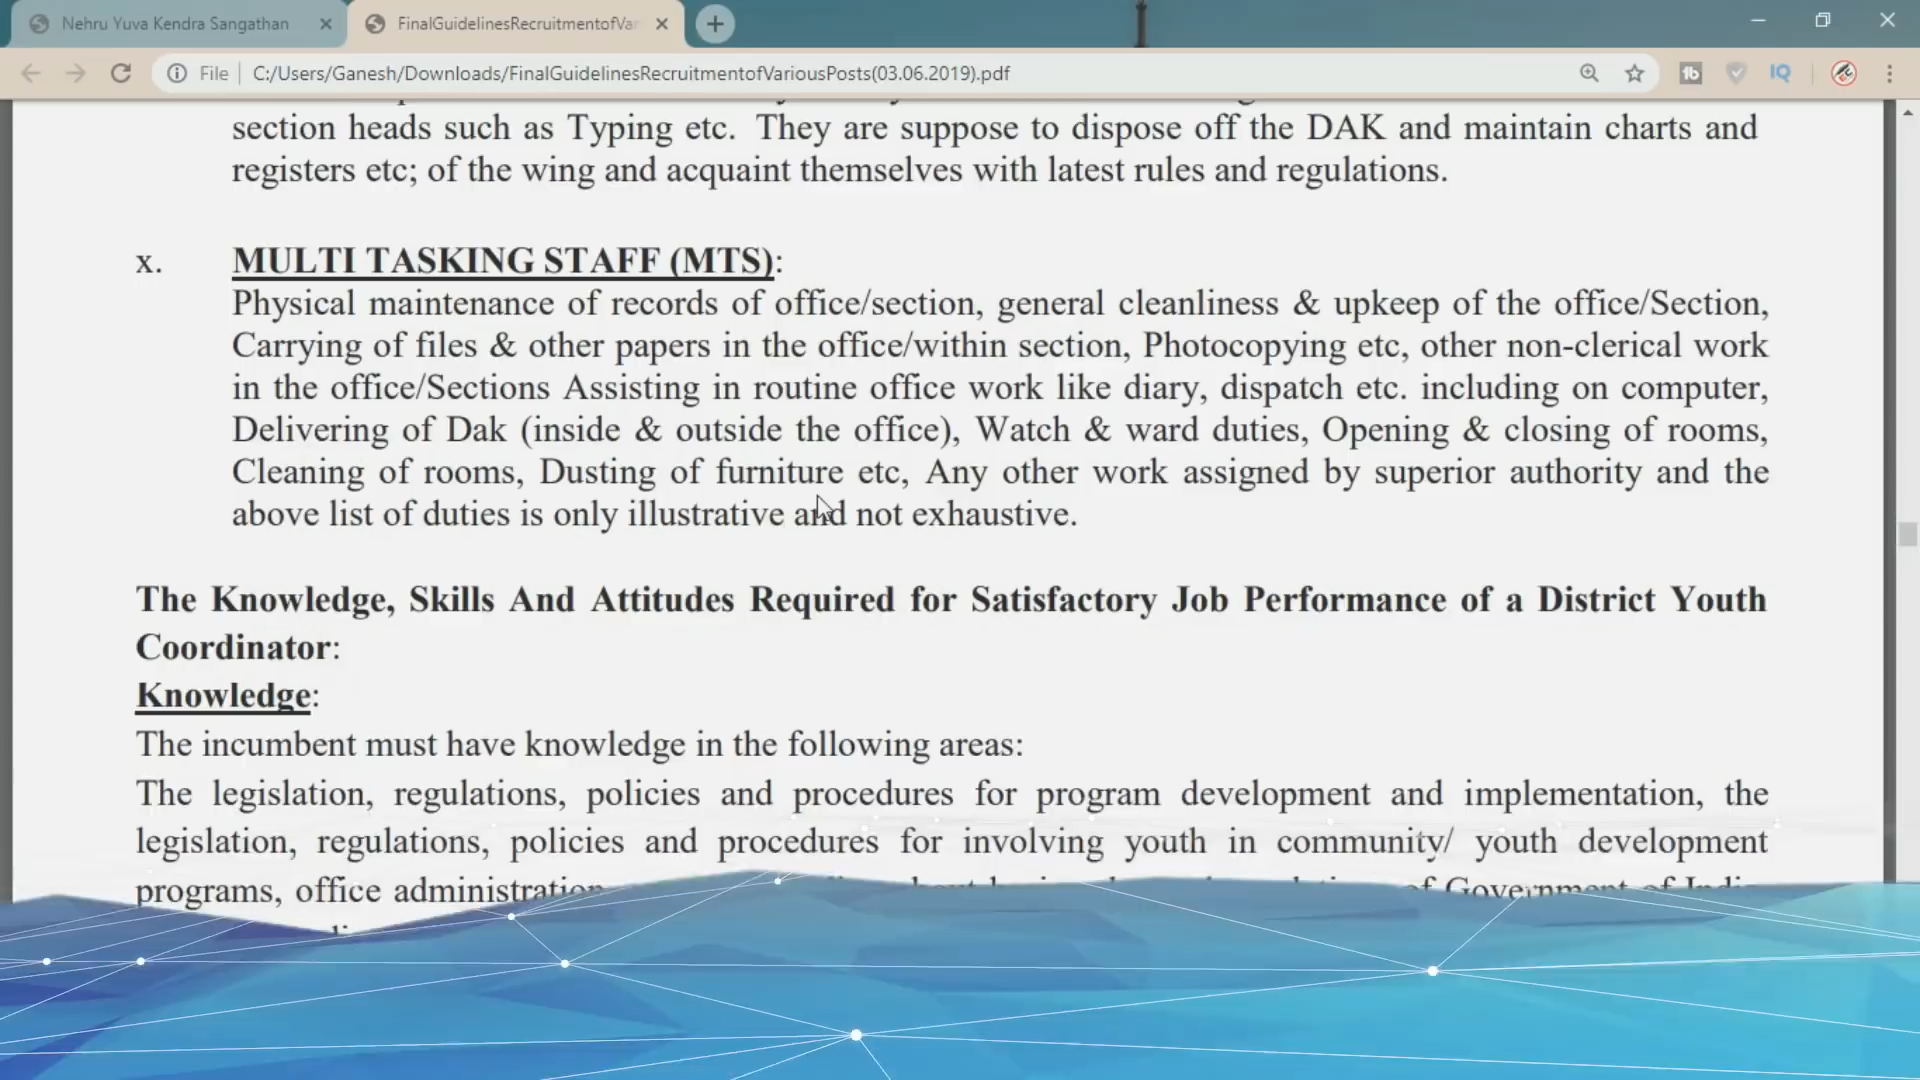 Nehru Yuva Kendra Sangathan
FinalGuidelinesRecruitmentofVar
File
C:/Users/Ganesh/Downloads/FinalGuidelinesRecruitmentofVariousPosts(03.06.2019).pdf
section heads such as Typing etc. They are suppose to dispose off the DAK and maintain charts and
registers etc; of the wing and acquaint themselves with latest rules and regulations.
x. MULTI TASKING STAFF (MTS):
Physical maintenance of records of office/section, general cleanliness & upkeep of the office/Section,
Carrying of files & other papers in the office/within section, Photocopying etc, other non-clerical work
in the office/Sections Assisting in routine office work like diary, dispatch etc. including on computer,
Delivering of Dak (inside & outside the office), Watch & ward duties, Opening & closing of rooms,
Cleaning of rooms, Dusting of furniture etc, Any other work assigned by superior authority and the
above list of duties is only illustrative and not exhaustive.
The Knowledge, Skills And Attitudes Required for Satisfactory Job Performance of a District Youth
Coordinator:
Knowledge:
The incumbent must have knowledge in the following areas:
The legislation, regulations, policies and procedures for program development and implementation, the
legislation, regulations, policies and procedures for involving youth in community/ youth development
programs, office administration of Government of